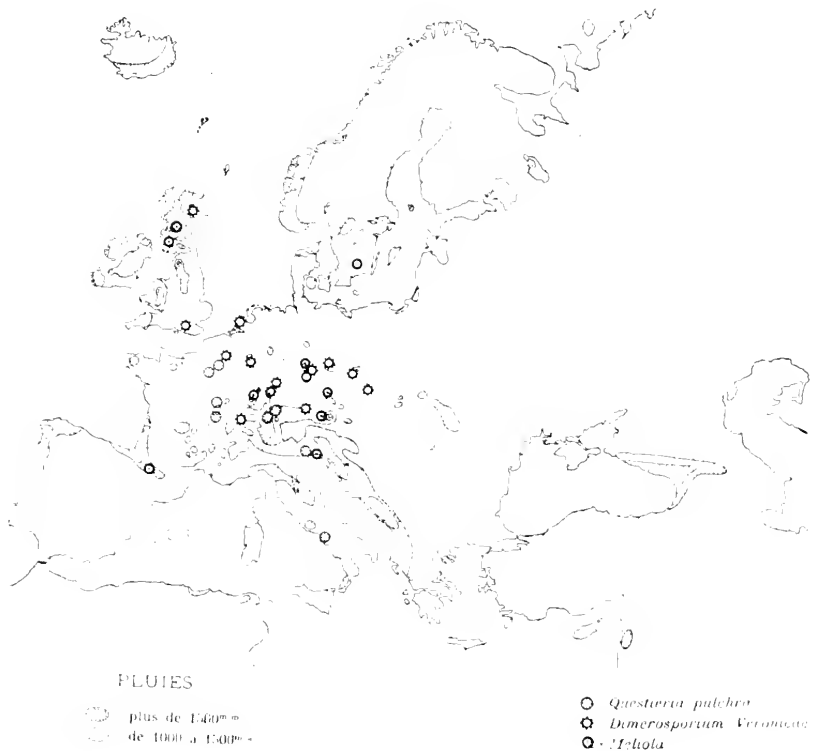 PLUIES
plus de 1500ᵐᵐ
de 1000 à 1500ᵐᵐ
Questieria pulchra
Dimerosporium Veronicae
Meliola